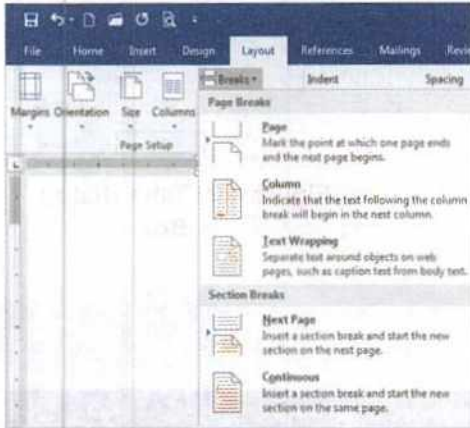 File Home Insert Design Layout References Mailings Revie
Breaks Indent Spacing
Margins Orientation Size Columns
Page Setup
Page Breaks
Page
Mark the point at which one page ends
and the next page begins.
Column
Indicate that the text following the column
break will begin in the next column.
Text Wrapping
Separate text around objects on web
pages, such as caption text from body text.
Section Breaks
Next Page
Insert a section break and start the new
section on the next page.
Continuous
Insert a section break and start the new
section on the same page.